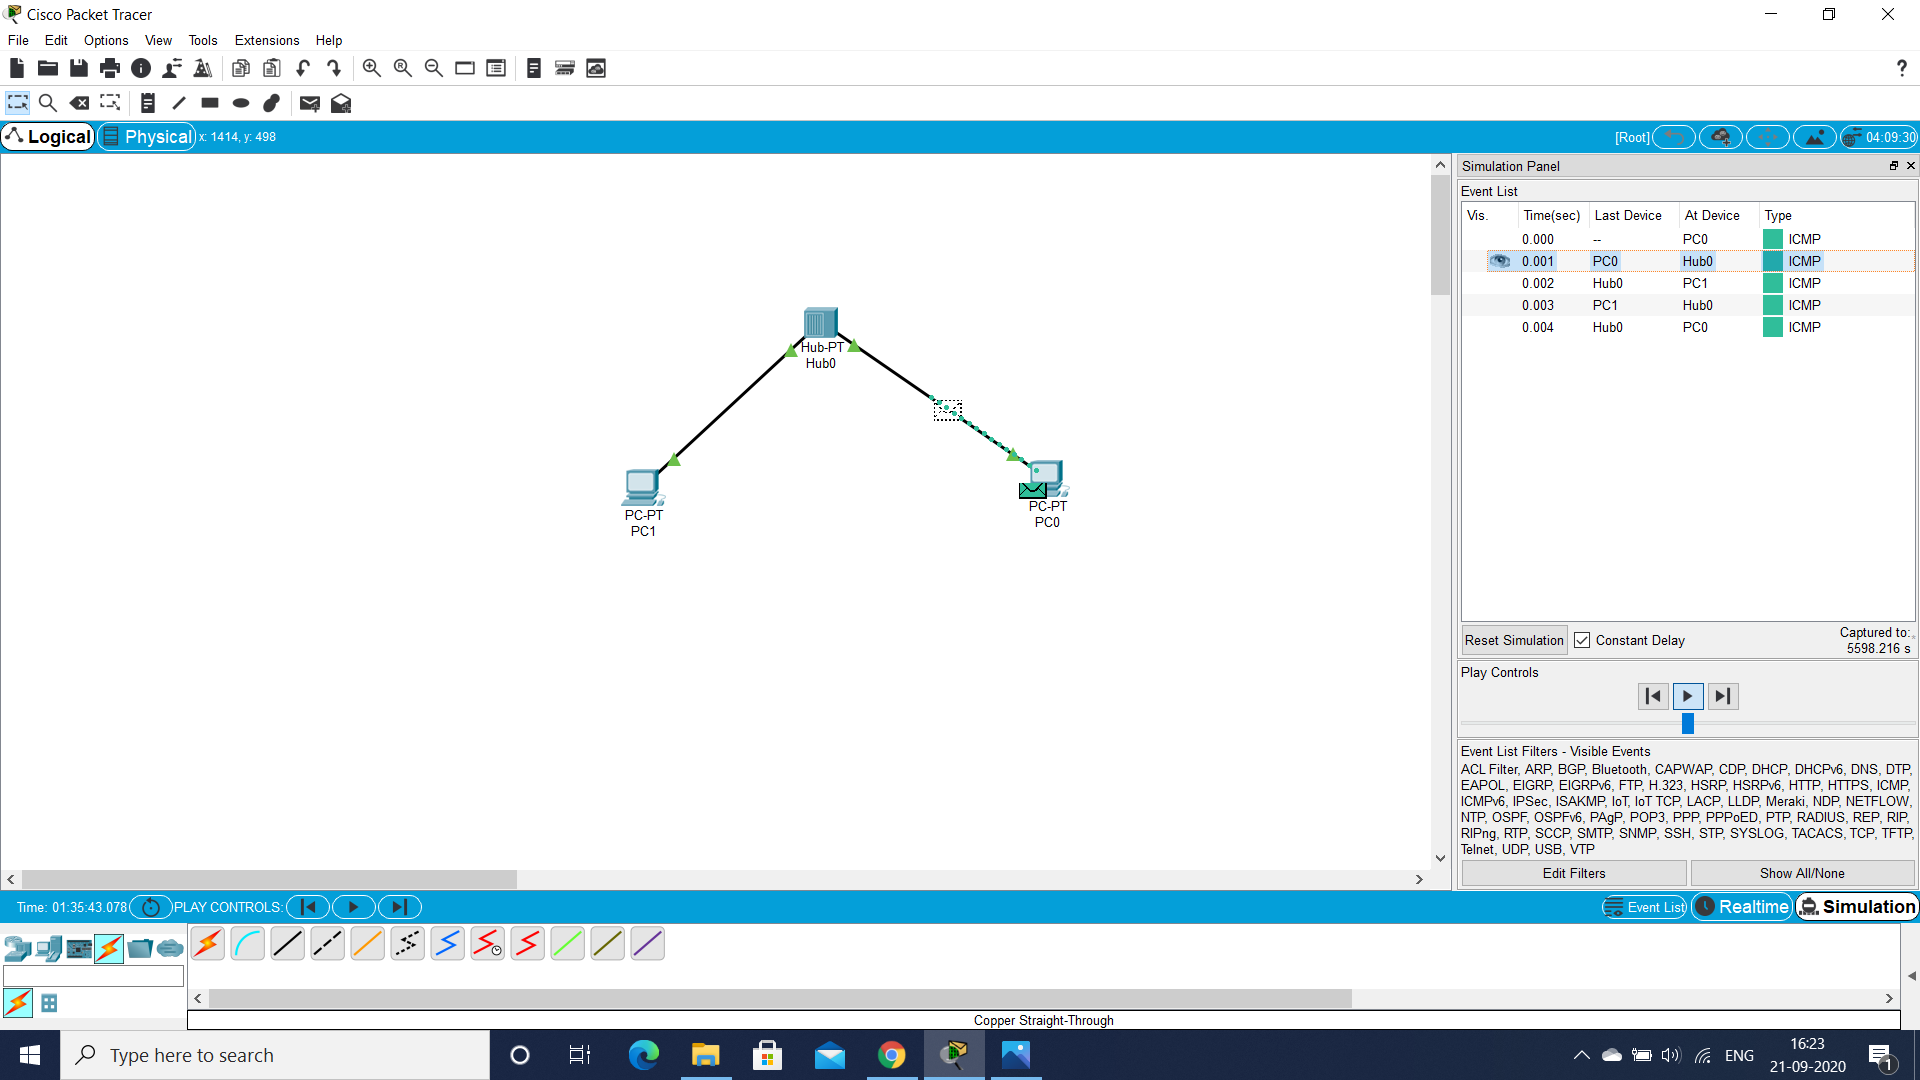 Cisco Packet Tracer
File Edit Options View Tools Extensions Help
Logical Physical x: 1414, y: 498
[Root] 04:09:30
Hub-PT
Hub0
PC-PT
PC1
PC-PT
PC0
Simulation Panel
Event List
Vis. Time(sec) Last Device At Device Type
0.000 -- PC0 ICMP
0.001 PC0 Hub0 ICMP
0.002 Hub0 PC1 ICMP
0.003 PC1 Hub0 ICMP
0.004 Hub0 PC0 ICMP
Reset Simulation Constant Delay
Captured to:
5598.216 s
Play Controls
Event List Filters - Visible Events
ACL Filter, ARP, BGP, Bluetooth, CAPWAP, CDP, DHCP, DHCPv6, DNS, DTP,
EAPOL, EIGRP, EIGRPv6, FTP, H.323, HSRP, HSRPv6, HTTP, HTTPS, ICMP,
ICMPv6, IPSec, ISAKMP, IoT, IoT TCP, LACP, LLDP, Meraki, NDP, NETFLOW,
NTP, OSPF, OSPFv6, PAgP, POP3, PPP, PPPoED, PTP, RADIUS, REP, RIP,
RIPng, RTP, SCCP, SMTP, SNMP, SSH, STP, SYSLOG, TACACS, TCP, TFTP,
Telnet, UDP, USB, VTP
Edit Filters Show All/None
Time: 01:35:43.078 PLAY CONTROLS:
Event List Realtime Simulation
Copper Straight-Through
Type here to search
ENG
16:23
21-09-2020
1